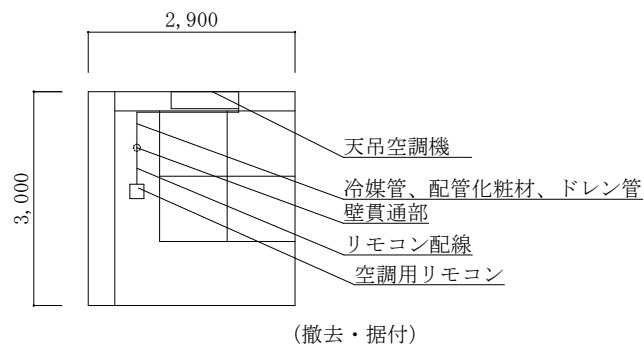 2,900
3,000
天吊空調機
冷媒管、配管化粧材、ドレン管
壁貫通部
リモコン配線
空調用リモコン
(撤去・据付)